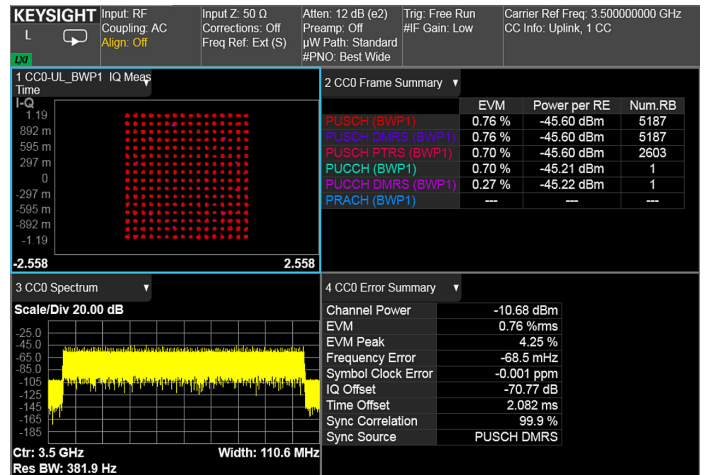 KEYSIGHT
L
LXI
Input: RF
Coupling: AC
Align: Off
Input Z: 50 Ω
Corrections: Off
Freq Ref: Ext (S)
Atten: 12 dB (e2)
Preamp: Off
µW Path: Standard
#PNO: Best Wide
Trig: Free Run
#IF Gain: Low
Carrier Ref Freq: 3.500000000 GHz
CC Info: Uplink, 1 CC
1 CC0-UL_BWP1 IQ Meas
Time
I-Q
1.19
892 m
595 m
297 m
0
-297 m
-595 m
-892 m
-1.19
-2.558 2.558
2 CC0 Frame Summary
EVM Power per RE Num.RB
PUSCH (BWP1) 0.76 % -45.60 dBm 5187
PUSCH DMRS (BWP1) 0.76 % -45.60 dBm 5187
PUSCH PTRS (BWP1) 0.70 % -45.60 dBm 2603
PUCCH (BWP1) 0.70 % -45.21 dBm 1
PUCCH DMRS (BWP1) 0.27 % -45.22 dBm 1
PRACH (BWP1) --- --- ---
3 CC0 Spectrum
Scale/Div 20.00 dB
-25.0
-45.0
-65.0
-85.0
-105
-125
-145
-165
-185
Ctr: 3.5 GHz Width: 110.6 MHz
Res BW: 381.9 Hz
4 CC0 Error Summary
Channel Power -10.68 dBm
EVM 0.76 %rms
EVM Peak 4.25 %
Frequency Error -68.5 mHz
Symbol Clock Error -0.001 ppm
IQ Offset -70.77 dB
Time Offset 2.082 ms
Sync Correlation 99.9 %
Sync Source PUSCH DMRS